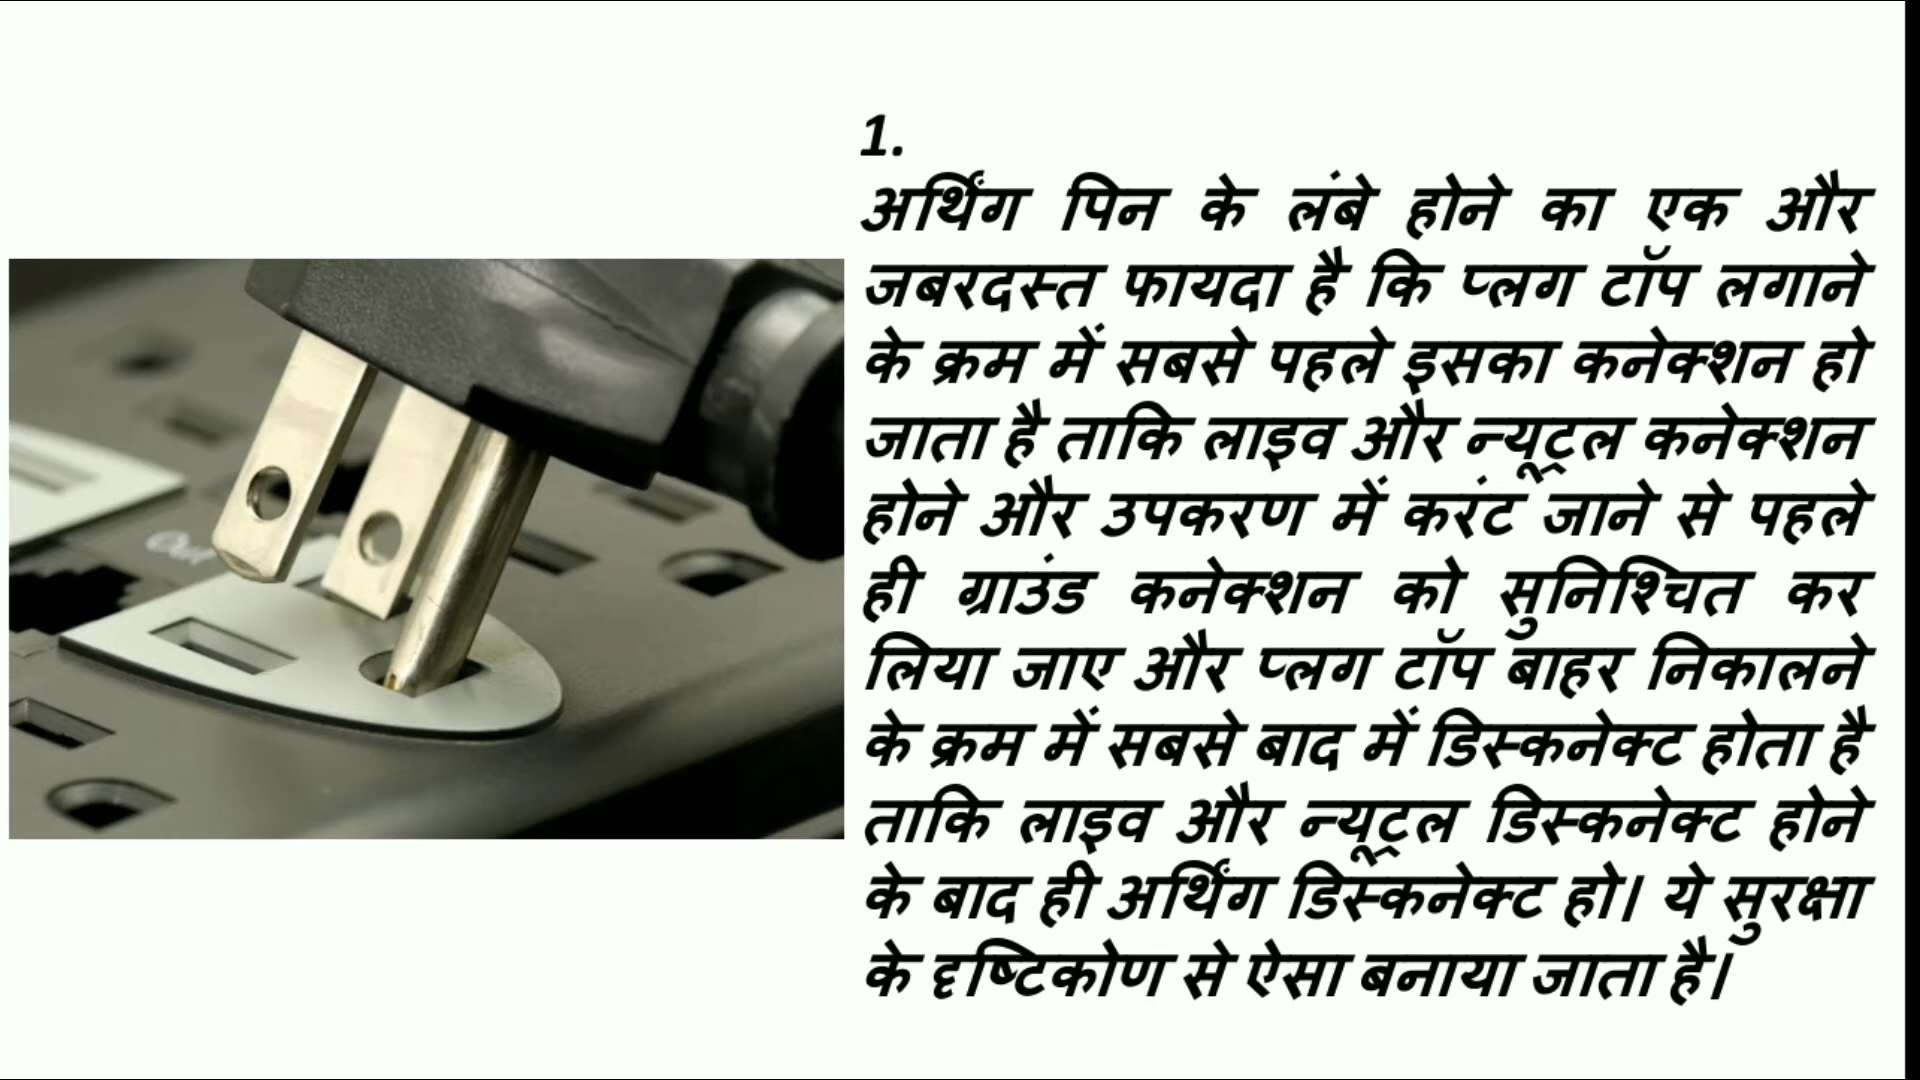 1.
अर्थिंग पिन के लंबे होने का एक और
जबरदस्त फायदा है कि प्लग टॉप लगाने
के क्रम में सबसे पहले इसका कनेक्शन हो
जाता है ताकि लाइव और न्यूट्रल कनेक्शन
होने और उपकरण में करंट जाने से पहले
ही ग्राउंड कनेक्शन को सुनिश्चित कर
लिया जाए और प्लग टॉप बाहर निकालने
के क्रम में सबसे बाद में डिस्कनेक्ट होता है
ताकि लाइव और न्यूट्रल डिस्कनेक्ट होने
के बाद ही अर्थिंग डिस्कनेक्ट हो। ये सुरक्षा
के दृष्टिकोण से ऐसा बनाया जाता है।
Out